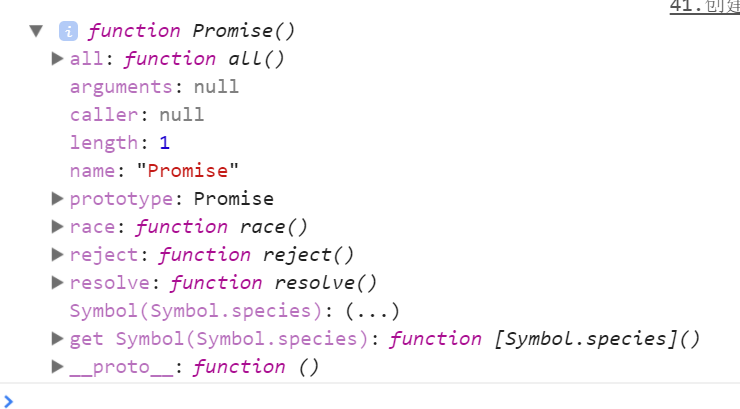 41.创建
function Promise()
all: function all()
arguments: null
caller: null
length: 1
name: "Promise"
prototype: Promise
race: function race()
reject: function reject()
resolve: function resolve()
Symbol(Symbol.species): (...)
get Symbol(Symbol.species): function [Symbol.species]()
__proto__: function ()